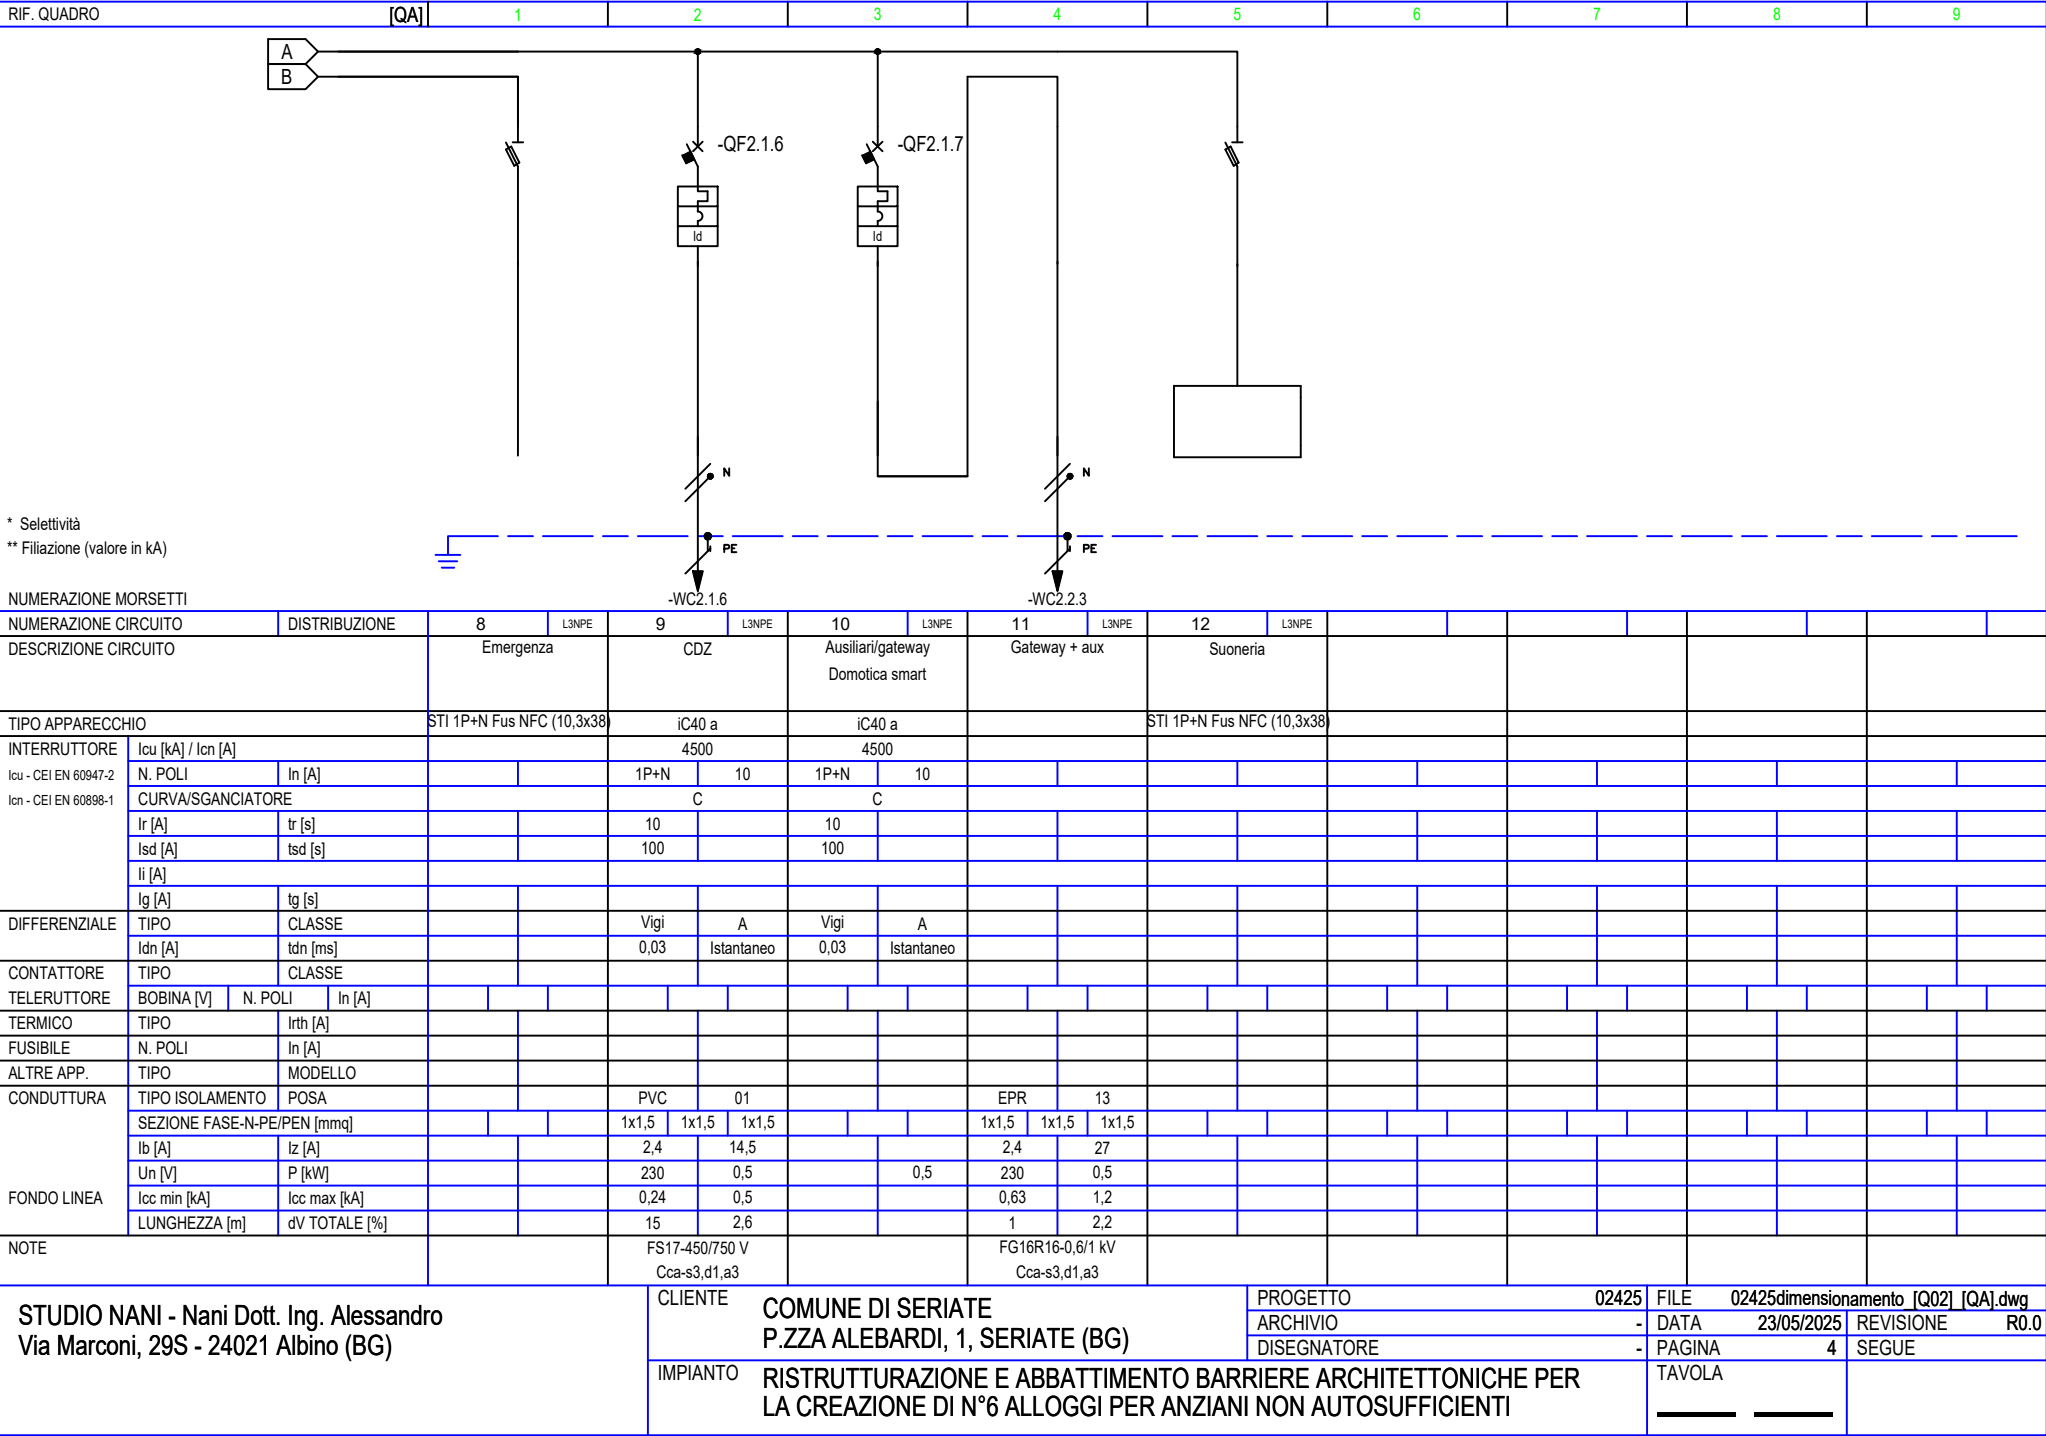 RIF. QUADRO [QA] 1 2 3 4 5 6 7 8 9
A
B
-QF2.1.6 -QF2.1.7
Id Id
N N
* Selettività
** Filiazione (valore in kA)
PE PE
NUMERAZIONE MORSETTI -WC2.1.6 -WC2.2.3
NUMERAZIONE CIRCUITO DISTRIBUZIONE 8 L3NPE 9 L3NPE 10 L3NPE 11 L3NPE 12 L3NPE
DESCRIZIONE CIRCUITO Emergenza CDZ Ausiliari/gateway Gateway + aux Suoneria
Domotica smart
TIPO APPARECCHIO STI 1P+N Fus NFC (10,3x38) iC40 a iC40 a STI 1P+N Fus NFC (10,3x38)
INTERRUTTORE Icu [kA] / Icn [A] 4500 4500
Icu - CEI EN 60947-2 N. POLI In [A] 1P+N 10 1P+N 10
Icn - CEI EN 60898-1 CURVA/SGANCIATORE C C
Ir [A] tr [s] 10 10
Isd [A] tsd [s] 100 100
Ii [A]
Ig [A] tg [s]
DIFFERENZIALE TIPO CLASSE Vigi A Vigi A
Idn [A] tdn [ms] 0,03 Istantaneo 0,03 Istantaneo
CONTATTORE TIPO CLASSE
TELERUTTORE BOBINA [V] N. POLI In [A]
TERMICO TIPO Irth [A]
FUSIBILE N. POLI In [A]
ALTRE APP. TIPO MODELLO
CONDUTTURA TIPO ISOLAMENTO POSA PVC 01 EPR 13
SEZIONE FASE-N-PE/PEN [mmq] 1x1,5 1x1,5 1x1,5 1x1,5 1x1,5 1x1,5
Ib [A] Iz [A] 2,4 14,5 2,4 27
Un [V] P [kW] 230 0,5 0,5 230 0,5
FONDO LINEA Icc min [kA] Icc max [kA] 0,24 0,5 0,63 1,2
LUNGHEZZA [m] dV TOTALE [%] 15 2,6 1 2,2
NOTE FS17-450/750 V FG16R16-0,6/1 kV
Cca-s3,d1,a3 Cca-s3,d1,a3
STUDIO NANI - Nani Dott. Ing. Alessandro
Via Marconi, 29S - 24021 Albino (BG)
CLIENTE COMUNE DI SERIATE
P.ZZA ALEBARDI, 1, SERIATE (BG)
PROGETTO 02425 FILE 02425dimensionamento_[Q02]_[QA].dwg
ARCHIVIO - DATA 23/05/2025 REVISIONE R0.0
DISEGNATORE - PAGINA 4 SEGUE
IMPIANTO RISTRUTTURAZIONE E ABBATTIMENTO BARRIERE ARCHITETTONICHE PER
LA CREAZIONE DI N°6 ALLOGGI PER ANZIANI NON AUTOSUFFICIENTI
TAVOLA